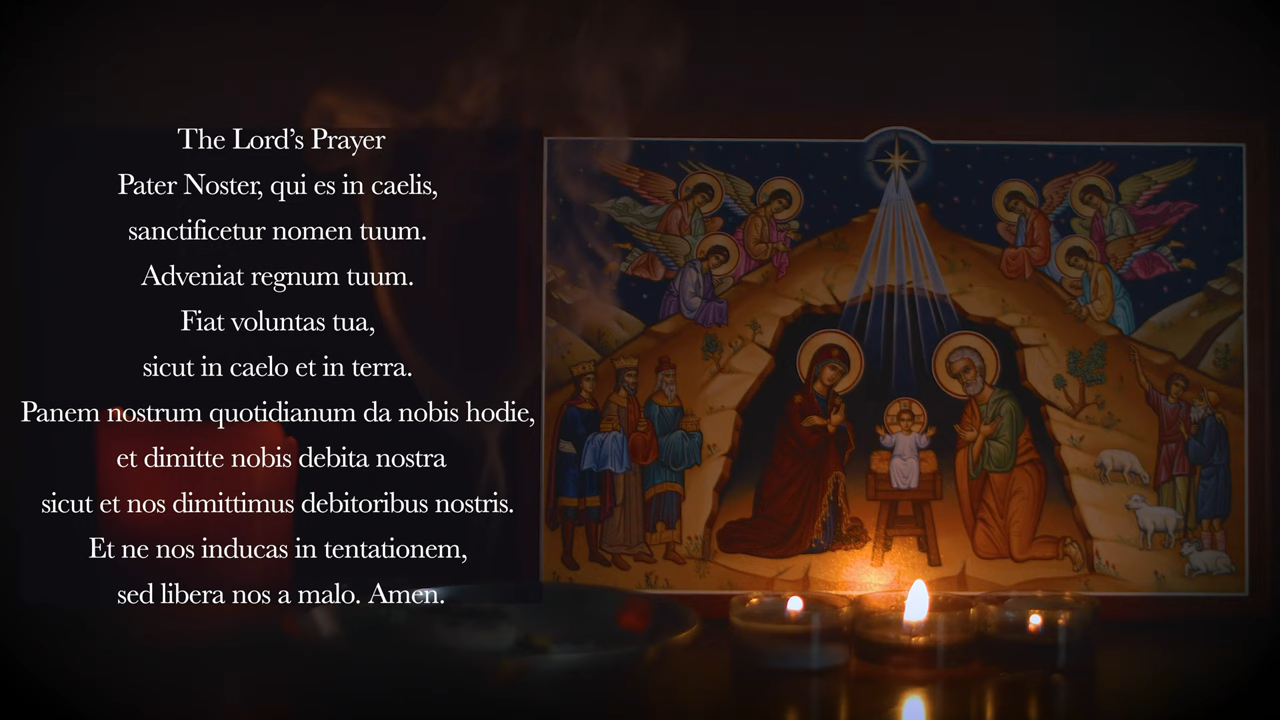 The Lord’s Prayer
Pater Noster, qui es in caelis,
sanctificetur nomen tuum.
Adveniat regnum tuum.
Fiat voluntas tua,
sicut in caelo et in terra.
Panem nostrum quotidianum da nobis hodie,
et dimitte nobis debita nostra
sicut et nos dimittimus debitoribus nostris.
Et ne nos inducas in tentationem,
sed libera nos a malo. Amen.